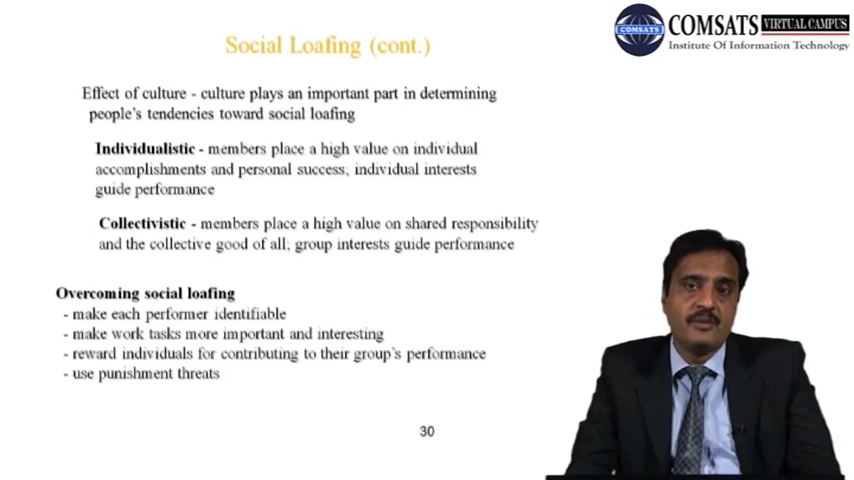 COMSATS VIRTUAL CAMPUS
COMSATS
Institute Of Information Technology
Social Loafing (cont.)
Effect of culture - culture plays an important part in determining
people's tendencies toward social loafing
Individualistic - members place a high value on individual
accomplishments and personal success; individual interests
guide performance
Collectivistic - members place a high value on shared responsibility
and the collective good of all; group interests guide performance
Overcoming social loafing
- make each performer identifiable
- make work tasks more important and interesting
- reward individuals for contributing to their group's performance
- use punishment threats
30